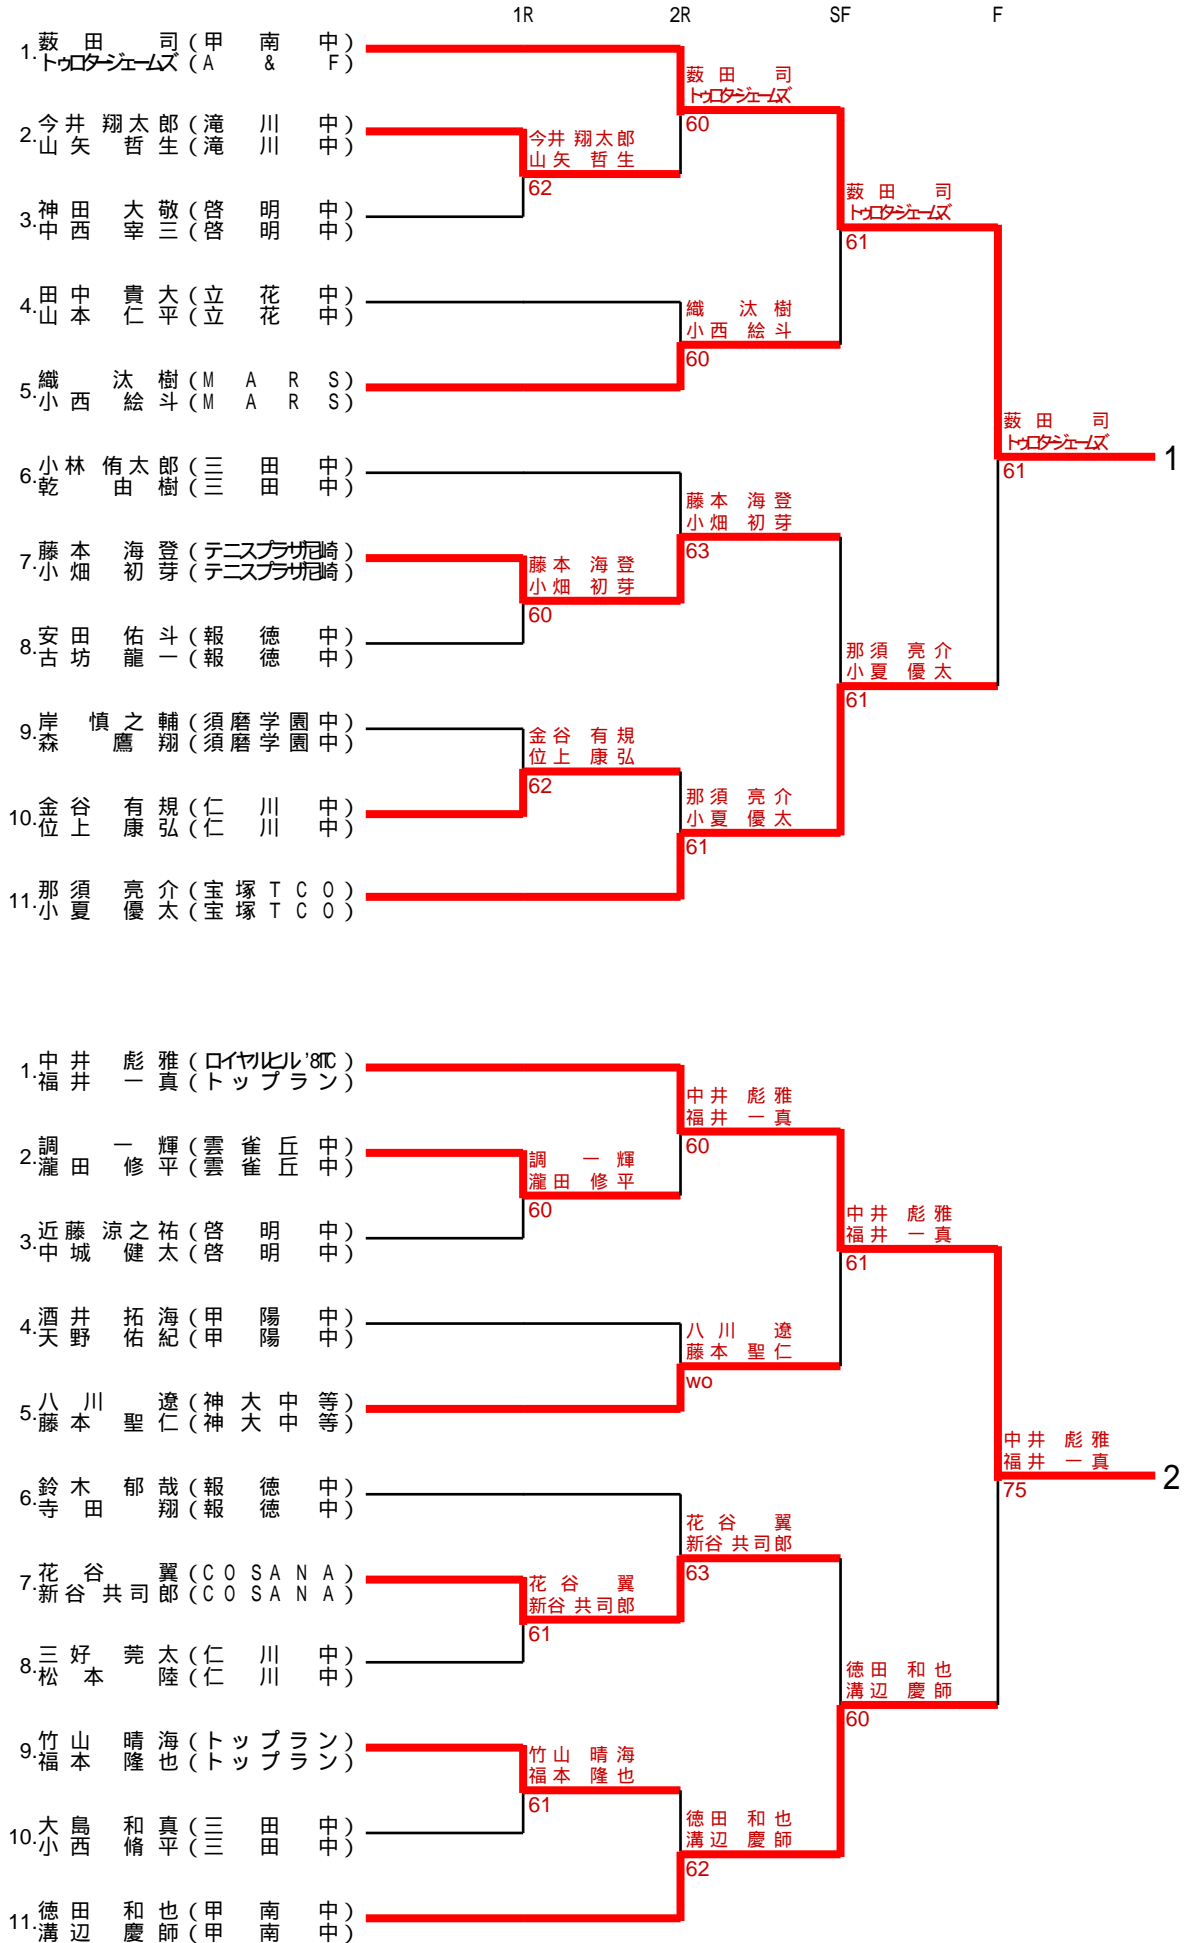 1R 2R SF F
1. 薮田 司 (甲南中)
トゥロタージェームズ (A & F)
2. 今井 翔太郎 (滝川中)
山矢 哲生 (滝川中)
3. 神田 大敬 (啓明中)
中西 宰三 (啓明中)
4. 田中 貴大 (立花中)
山本 仁平 (立花中)
5. 織 汰樹 (MARS)
小西 絵斗 (MARS)
6. 小林 侑太郎 (三田中)
乾 由樹 (三田中)
7. 藤本 海登 (テニスプラザ尼崎)
小畑 初芽 (テニスプラザ尼崎)
8. 安田 佑斗 (報徳中)
古坊 龍一 (報徳中)
9. 岸 慎之輔 (須磨学園中)
森 鷹翔 (須磨学園中)
10. 金谷 有規 (仁川中)
位上 康弘 (仁川中)
11. 那須 亮介 (宝塚TCO)
小夏 優太 (宝塚TCO)
今井 翔太郎
山矢 哲生
62
藤本 海登
小畑 初芽
60
金谷 有規
位上 康弘
62
薮田 司
トゥロタージェームズ
60
織 汰樹
小西 絵斗
60
藤本 海登
小畑 初芽
63
那須 亮介
小夏 優太
61
薮田 司
トゥロタージェームズ
61
那須 亮介
小夏 優太
61
薮田 司
トゥロタージェームズ
61
1
1. 中井 彪雅 (ロイヤルヒル'81TC)
福井 一真 (トップラン)
2. 調 一輝 (雲雀丘中)
瀧田 修平 (雲雀丘中)
3. 近藤 涼之祐 (啓明中)
中城 健太 (啓明中)
4. 酒井 拓海 (甲陽中)
天野 佑紀 (甲陽中)
5. 八川 遼 (神大中等)
藤本 聖仁 (神大中等)
6. 鈴木 郁哉 (報徳中)
寺田 翔 (報徳中)
7. 花谷 翼 (COSANA)
新谷 共司郎 (COSANA)
8. 三好 莞太 (仁川中)
松本 陸 (仁川中)
9. 竹山 晴海 (トップラン)
福本 隆也 (トップラン)
10. 大島 和真 (三田中)
小西 脩平 (三田中)
11. 徳田 和也 (甲南中)
溝辺 慶師 (甲南中)
調 一輝
瀧田 修平
60
花谷 翼
新谷 共司郎
61
竹山 晴海
福本 隆也
61
中井 彪雅
福井 一真
60
八川 遼
藤本 聖仁
wo
花谷 翼
新谷 共司郎
63
徳田 和也
溝辺 慶師
62
中井 彪雅
福井 一真
61
徳田 和也
溝辺 慶師
60
中井 彪雅
福井 一真
75
2